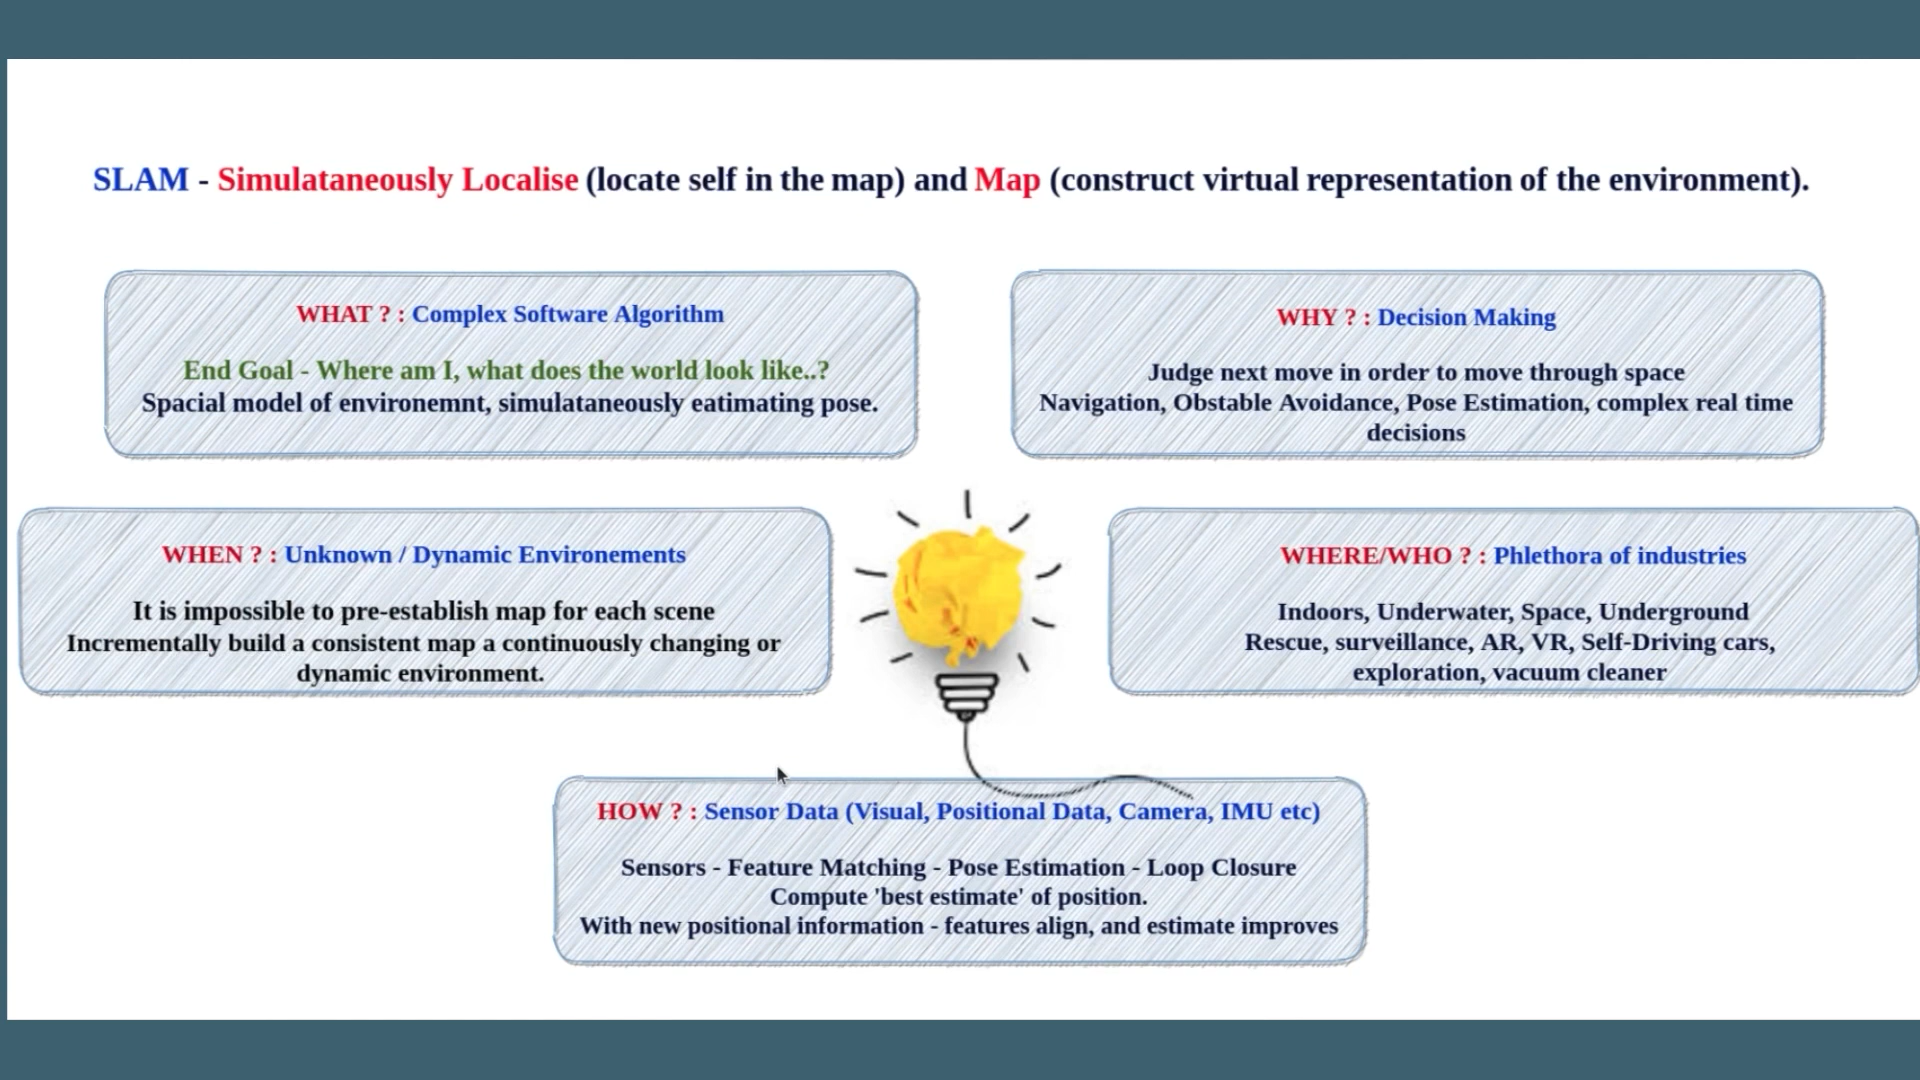 SLAM - Simulataneously Localise (locate self in the map) and Map (construct virtual representation of the environment).
WHAT ? : Complex Software Algorithm
End Goal - Where am I, what does the world look like..?
Spacial model of environemnt, simulataneously eatimating pose.
WHY ? : Decision Making
Judge next move in order to move through space
Navigation, Obstable Avoidance, Pose Estimation, complex real time
decisions
WHEN ? : Unknown / Dynamic Environements
It is impossible to pre-establish map for each scene
Incrementally build a consistent map a continuously changing or
dynamic environment.
WHERE/WHO ? : Phlethora of industries
Indoors, Underwater, Space, Underground
Rescue, surveillance, AR, VR, Self-Driving cars,
exploration, vacuum cleaner
HOW ? : Sensor Data (Visual, Positional Data, Camera, IMU etc)
Sensors - Feature Matching - Pose Estimation - Loop Closure
Compute 'best estimate' of position.
With new positional information - features align, and estimate improves